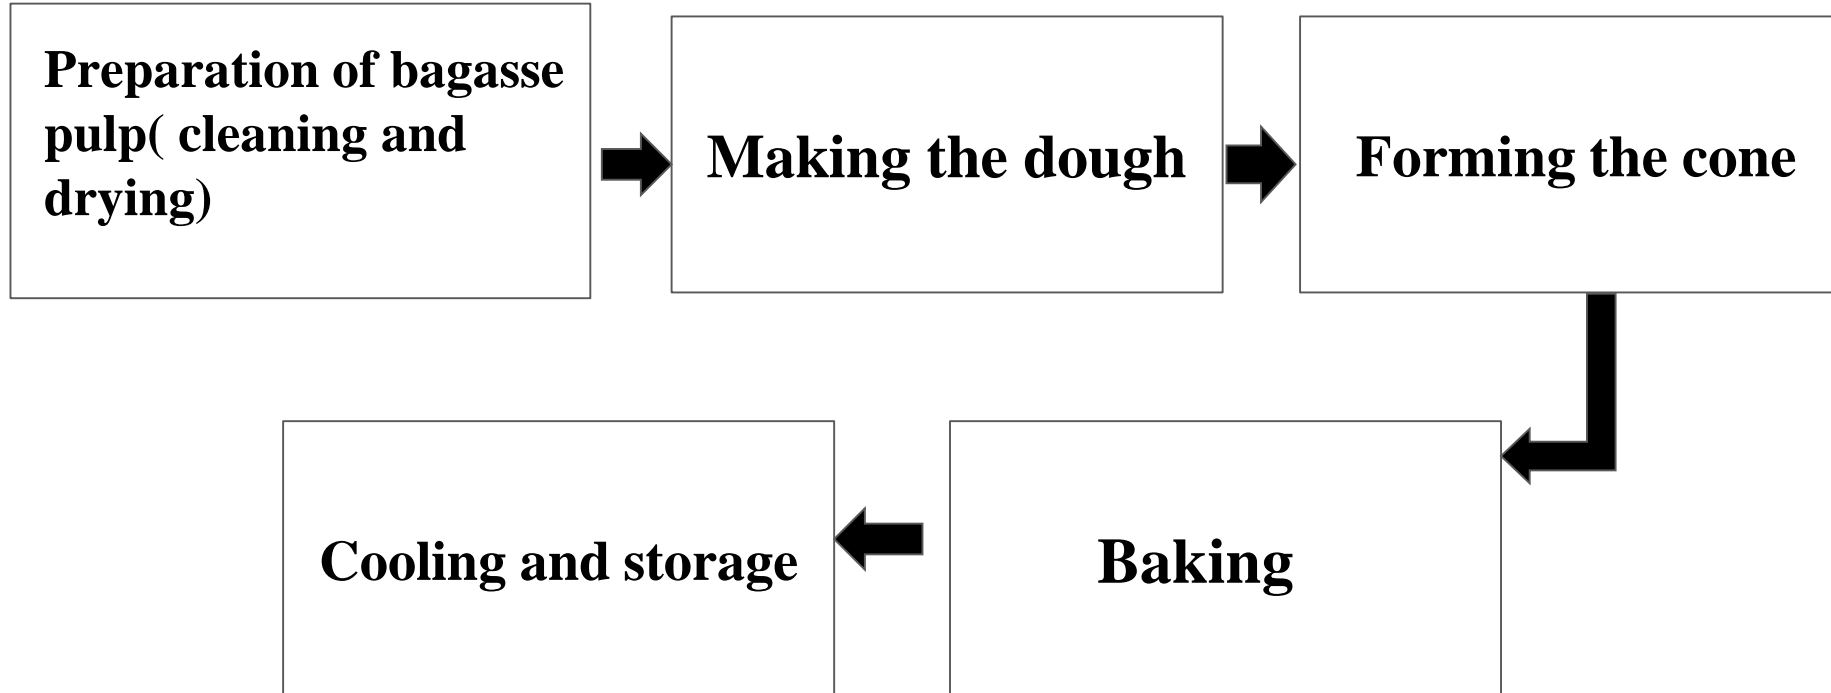 Preparation of bagasse
pulp( cleaning and
drying)
Making the dough
Forming the cone
Baking
Cooling and storage